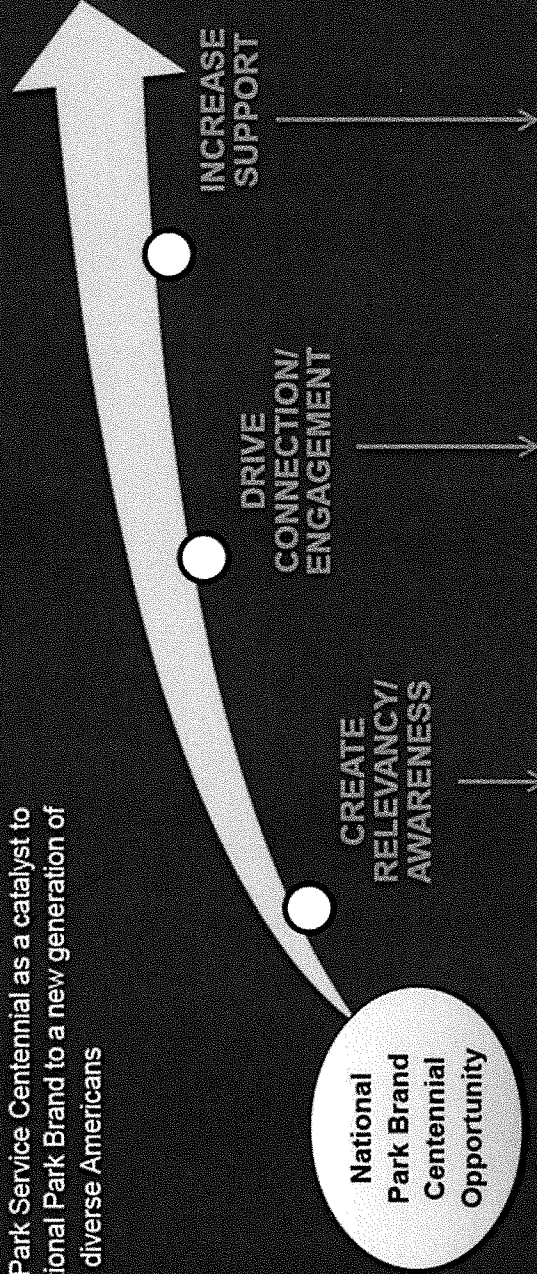 Park Service Centennial as a catalyst to
ional Park Brand to a new generation of
diverse Americans
National
Park Brand
Centennial
Opportunity
CREATE
RELEVANCY/
AWARENESS
DRIVE
CONNECTION/
ENGAGEMENT
INCREASE
SUPPORT